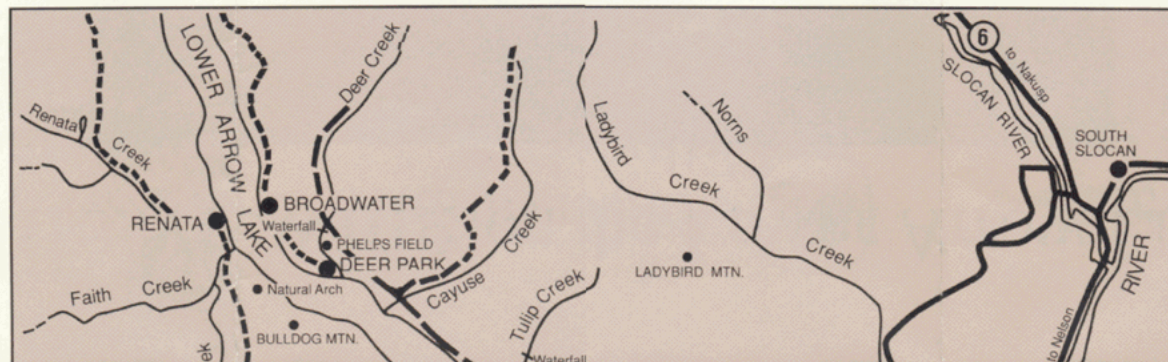 6
to Nakusp
SLOCAN RIVER
SOUTH
SLOCAN
LOWER ARROW LAKE
Deer Creek
Renata Creek
Ladybird Creek
Norns Creek
BROADWATER
RENATA
Waterfall
PHELPS FIELD
DEER PARK
Cayuse Creek
LADYBIRD MTN.
RIVER
Faith Creek
Natural Arch
Tulip Creek
BULLDOG MTN.
to Nelson
Waterfall